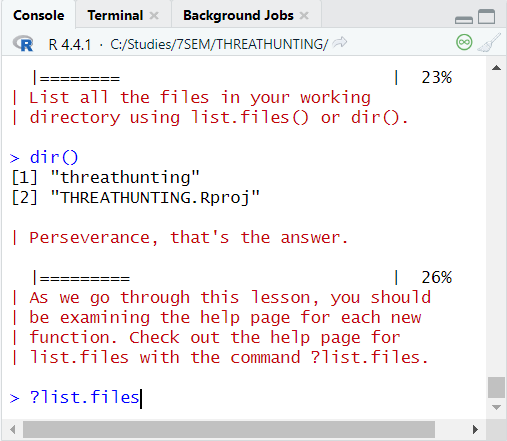 Console Terminal Background Jobs
R R 4.4.1 · C:/Studies/7SEM/THREATHUNTING/
|======== | 23%
| List all the files in your working
| directory using list.files() or dir().
> dir()
[1] "threathunting"
[2] "THREATHUNTING.Rproj"
| Perseverance, that's the answer.
|========= | 26%
| As we go through this lesson, you should
| be examining the help page for each new
| function. Check out the help page for
| list.files with the command ?list.files.
> ?list.files